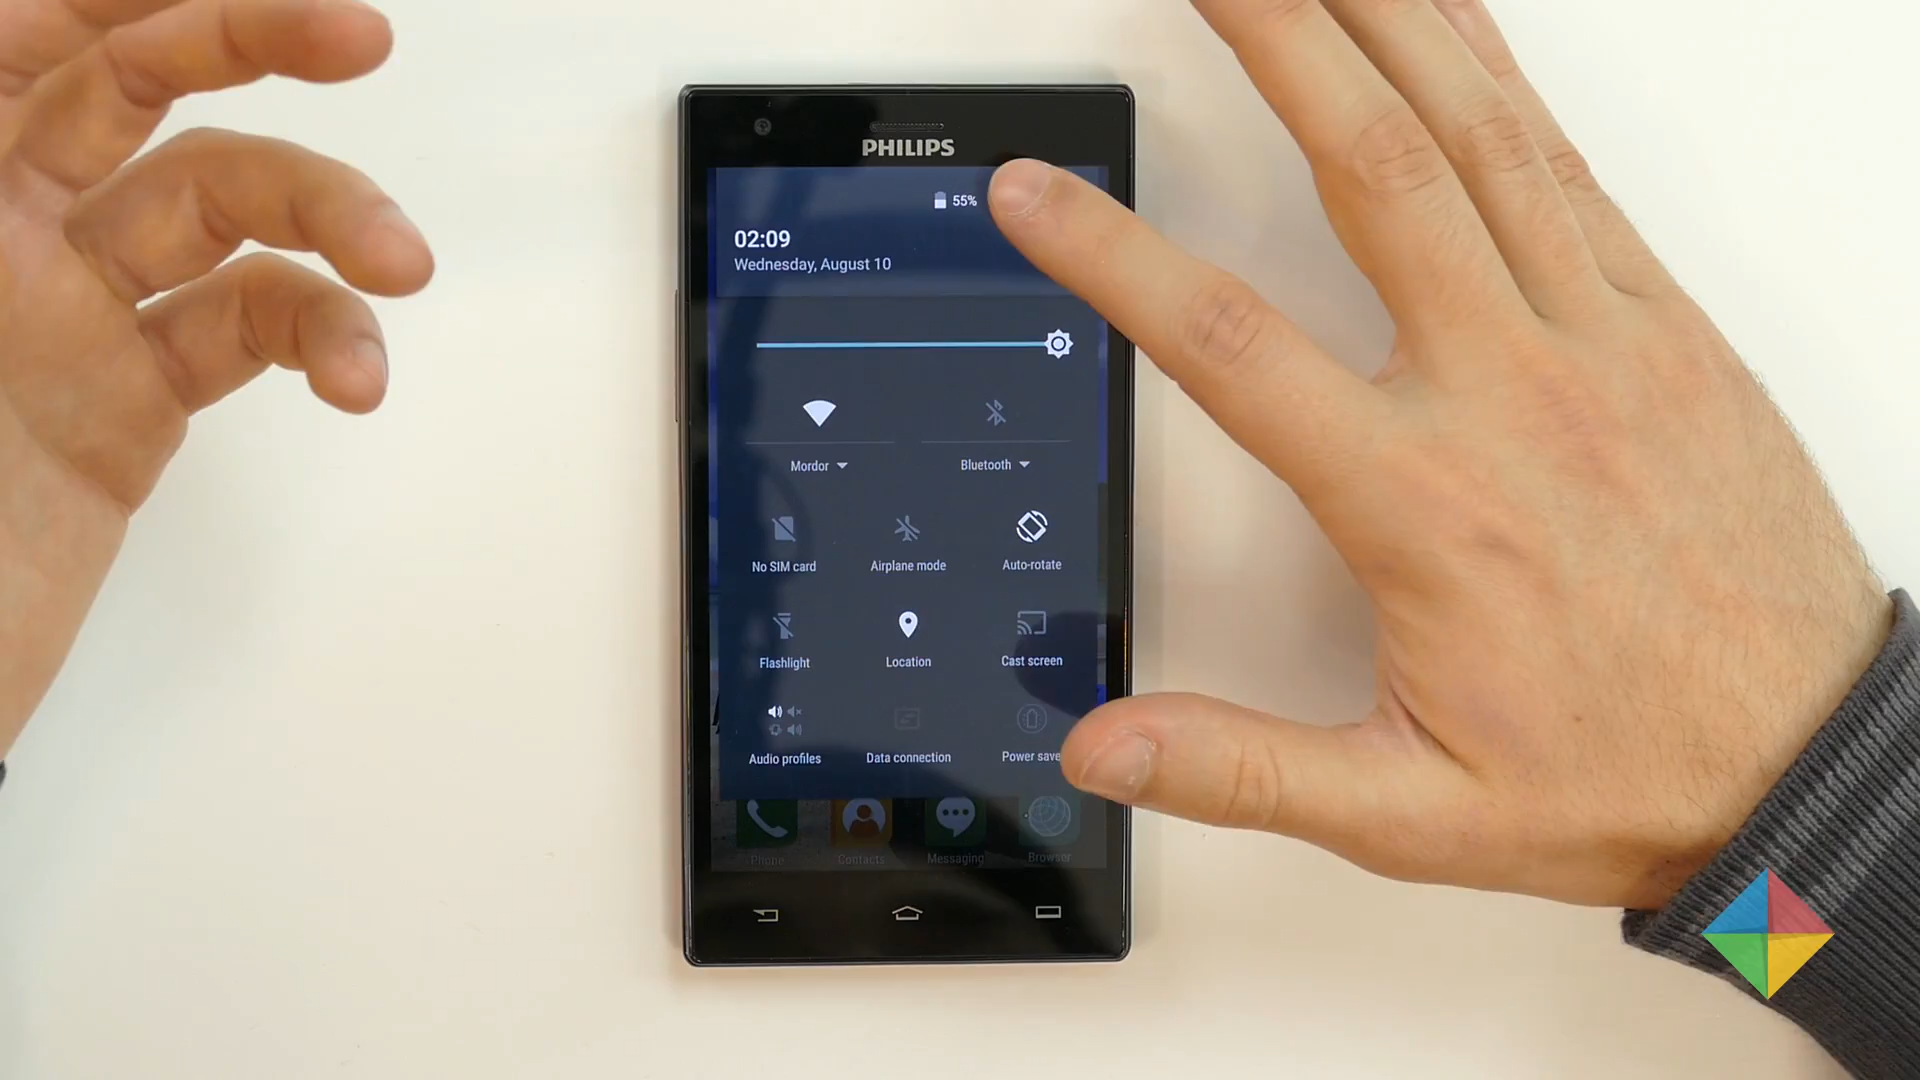 PHILIPS
55%
02:09
Wednesday, August 10
Mordor
Bluetooth
No SIM card
Airplane mode
Auto-rotate
Flashlight
Location
Cast screen
Audio profiles
Data connection
Power save
Phone
Contacts
Messaging
Browser